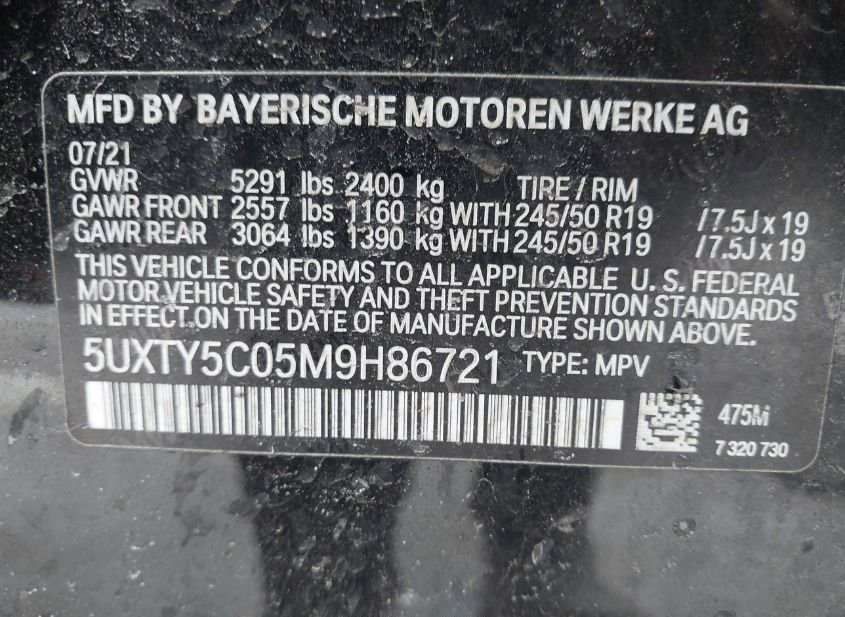 MFD BY BAYERISCHE MOTOREN WERKE AG
07/21
GVWR 5291 lbs 2400 kg TIRE / RIM
GAWR FRONT 2557 lbs 1160 kg WITH 245/50 R19 / 7.5J x 19
GAWR REAR 3064 lbs 1390 kg WITH 245/50 R19 / 7.5J x 19
THIS VEHICLE CONFORMS TO ALL APPLICABLE U. S. FEDERAL
MOTOR VEHICLE SAFETY AND THEFT PREVENTION STANDARDS
IN EFFECT ON THE DATE OF MANUFACTURE SHOWN ABOVE.
5UXTY5C05M9H86721 TYPE: MPV
475M
7 320 730